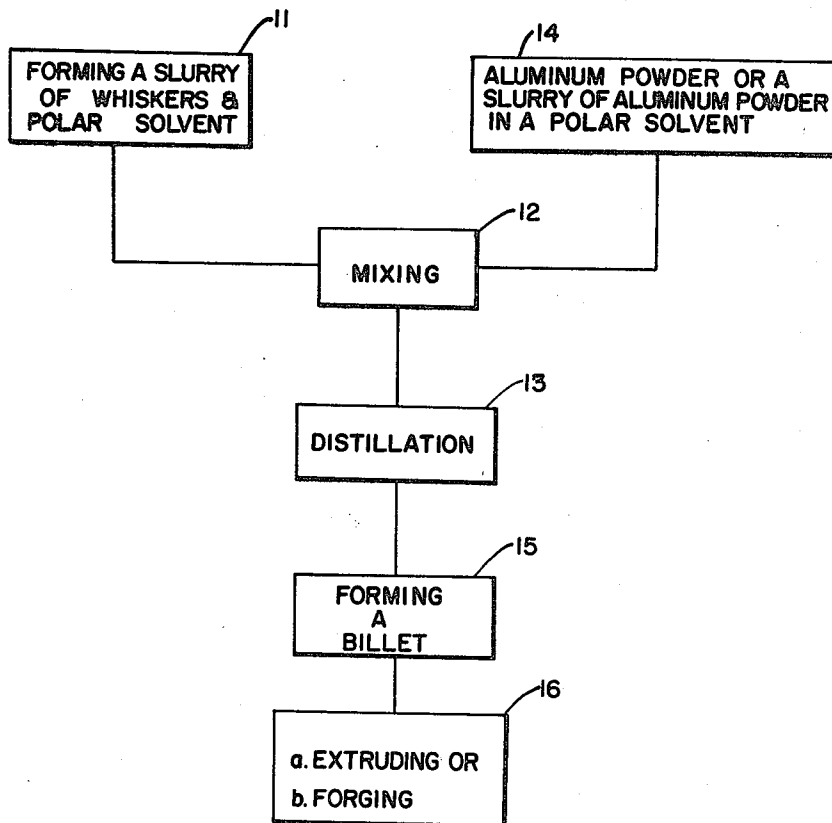 11
FORMING A SLURRY
OF WHISKERS &
POLAR SOLVENT
14
ALUMINUM POWDER OR A
SLURRY OF ALUMINUM POWDER
IN A POLAR SOLVENT
12
MIXING
13
DISTILLATION
15
FORMING
A
BILLET
16
a. EXTRUDING OR
b. FORGING